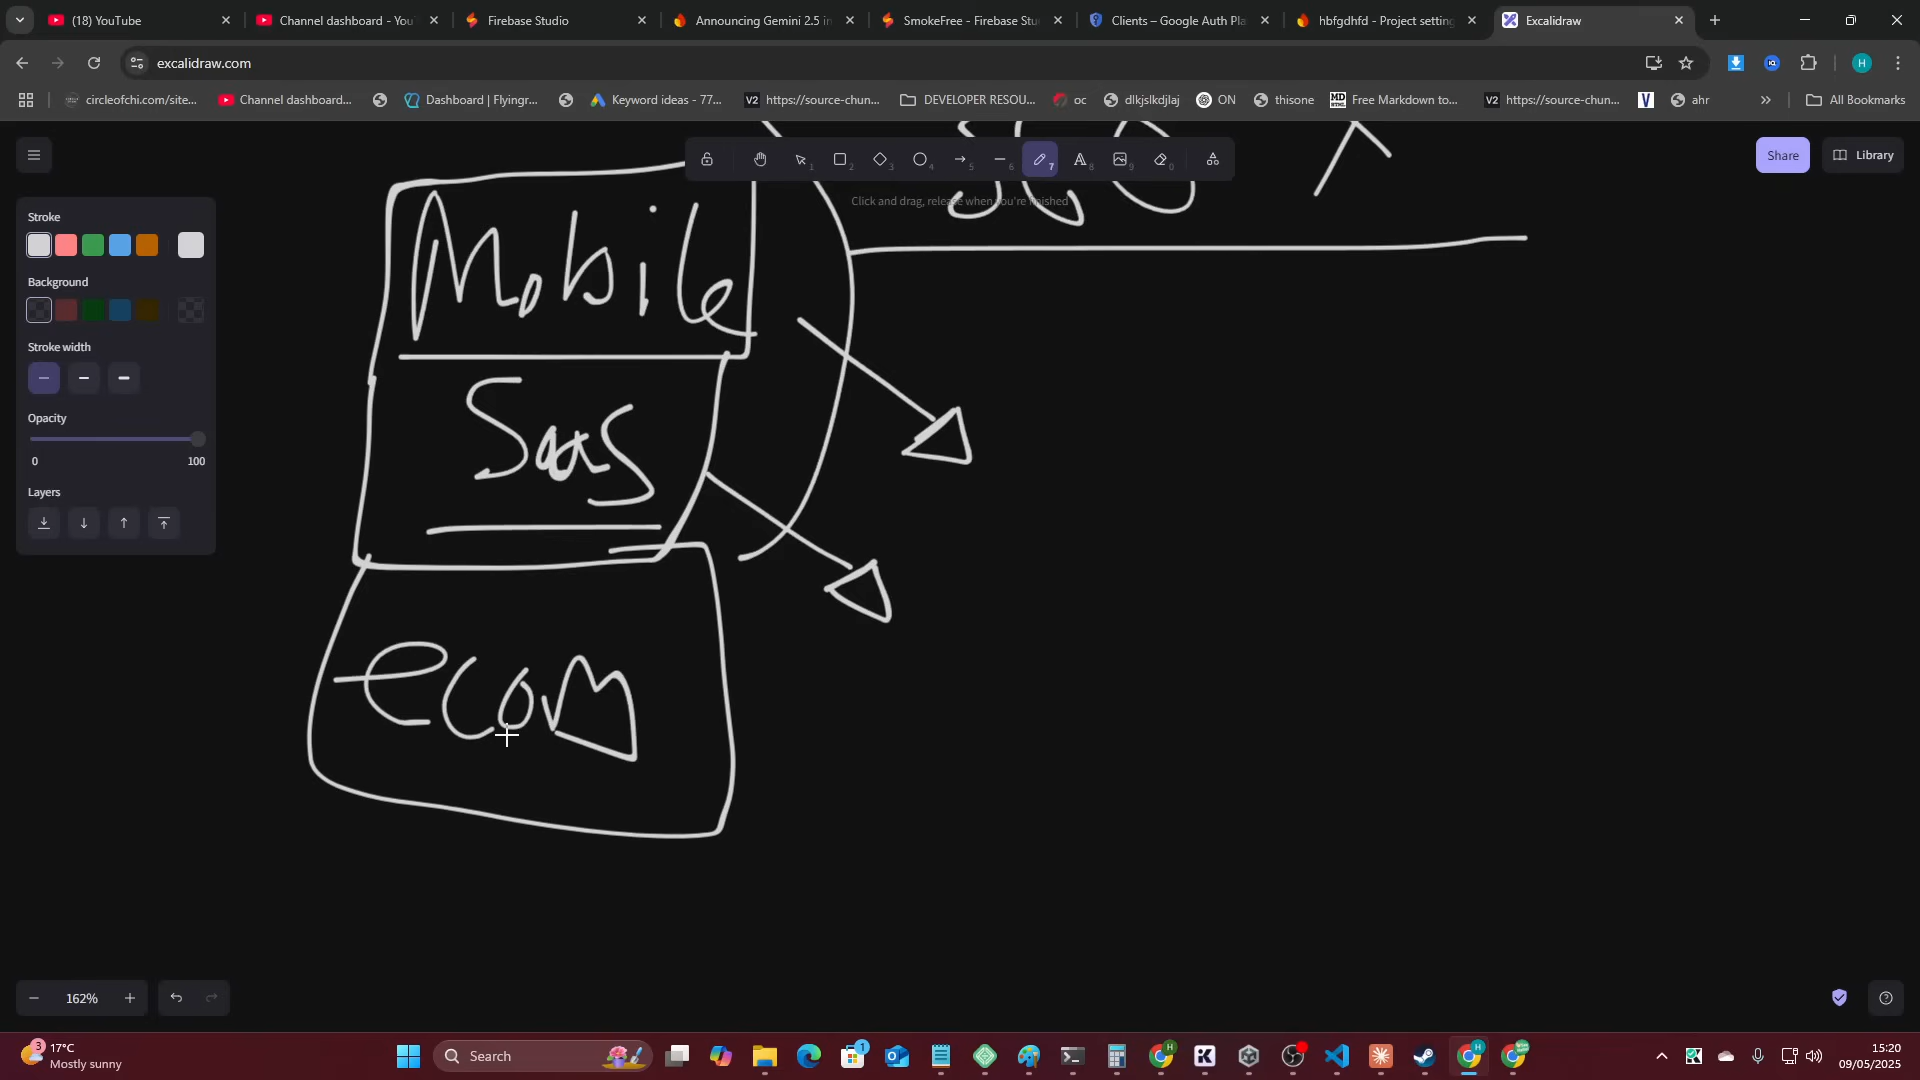 (18) YouTube
Channel dashboard - You
Firebase Studio
Announcing Gemini 2.5 in
SmokeFree - Firebase Stu
Clients – Google Auth Pla
hbfgdhfd - Project setting
Excalidraw
excalidraw.com
circleofchi.com/site...
Channel dashboard...
Dashboard | Flyingr...
Keyword ideas - 77...
https://source-chun...
DEVELOPER RESOU...
oc
dlkjslkdjlaj
ON
thisone
Free Markdown to...
https://source-chun...
ahr
All Bookmarks
Share
Library
Click and drag, release when you're finished
Stroke
Background
Stroke width
Opacity
0
100
Layers
Mobile
SaaS
ecom
162%
17°C
Mostly sunny
Search
15:20
09/05/2025